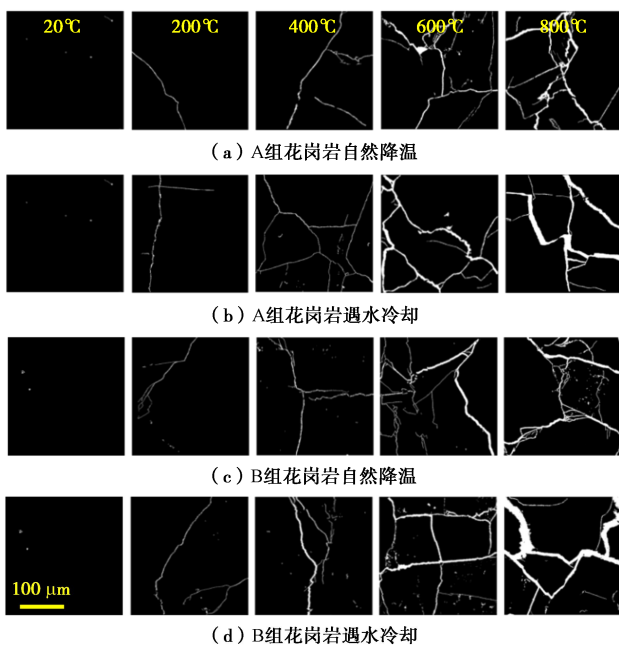 20℃ 200℃ 400℃ 600℃ 800℃
（a）A组花岗岩自然降温
（b）A组花岗岩遇水冷却
（c）B组花岗岩自然降温
100 μm
（d）B组花岗岩遇水冷却